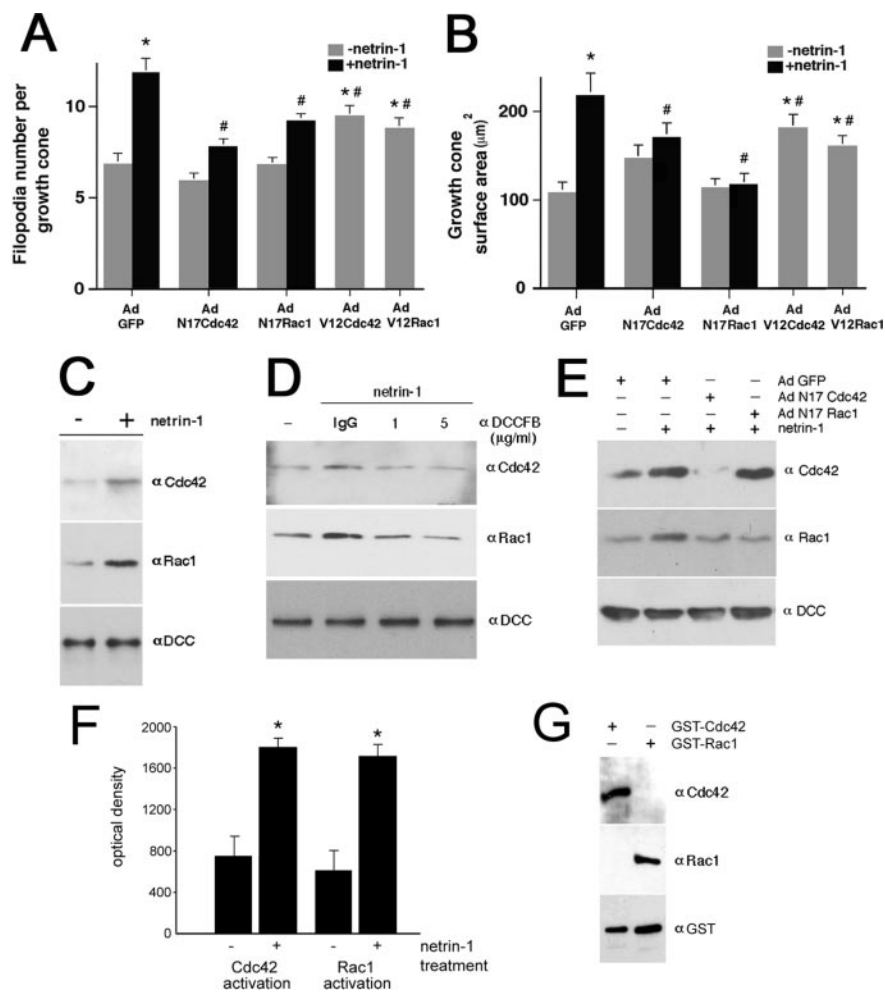 A
-netrin-1
+netrin-1
*
#
#
* #
* #
10
5
0
Filopodia number per
growth cone
Ad
GFP
Ad
N17Cdc42
Ad
N17Rac1
Ad
V12Cdc42
Ad
V12Rac1
B
-netrin-1
+netrin-1
*
#
#
* #
* #
200
100
0
Growth cone
surface area (μm) 2
Ad
GFP
Ad
N17Cdc42
Ad
N17Rac1
Ad
V12Cdc42
Ad
V12Rac1
C
- + netrin-1
αCdc42
αRac1
αDCC
D
netrin-1
– IgG 1 5 α DCCFB
(μg/ml)
αCdc42
αRac1
αDCC
E
+ + – – Ad GFP
– – + – Ad N17 Cdc42
– – – + Ad N17 Rac1
– + + + netrin-1
α Cdc42
α Rac1
α DCC
F
2000
1600
1200
800
400
0
optical density
*
*
- + - + netrin-1
treatment
Cdc42
activation
Rac1
activation
G
+ – GST-Cdc42
– + GST-Rac1
αCdc42
αRac1
αGST